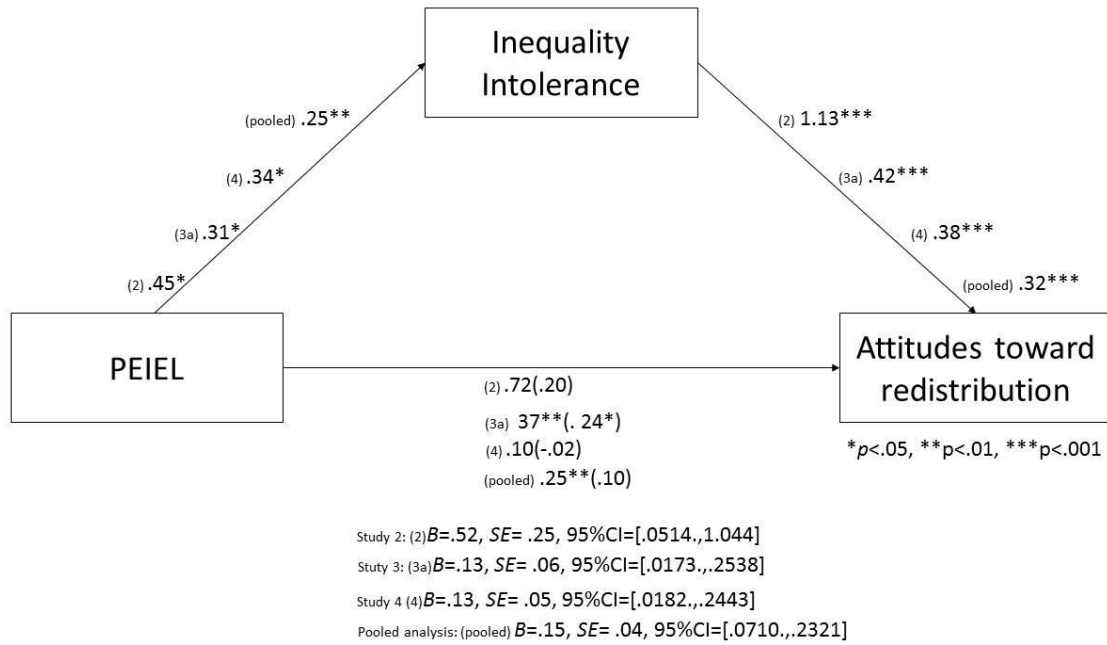 Inequality
Intolerance
(pooled) .25**
(4) .34*
(3a) .31*
(2) .45*
(2) 1.13***
(3a) .42***
(4) .38***
(pooled) .32***
PEIEL
Attitudes toward
redistribution
(2) .72(.20)
(3a) 37**(. 24*)
(4) .10(-.02)
(pooled) .25**(.10)
*p<.05, **p<.01, ***p<.001
Study 2: (2)B=.52, SE= .25, 95%CI=[.0514.,1.044]
Stuty 3: (3a)B=.13, SE= .06, 95%CI=[.0173.,.2538]
Study 4 (4)B=.13, SE= .05, 95%CI=[.0182.,.2443]
Pooled analysis: (pooled) B=.15, SE= .04, 95%CI=[.0710.,.2321]